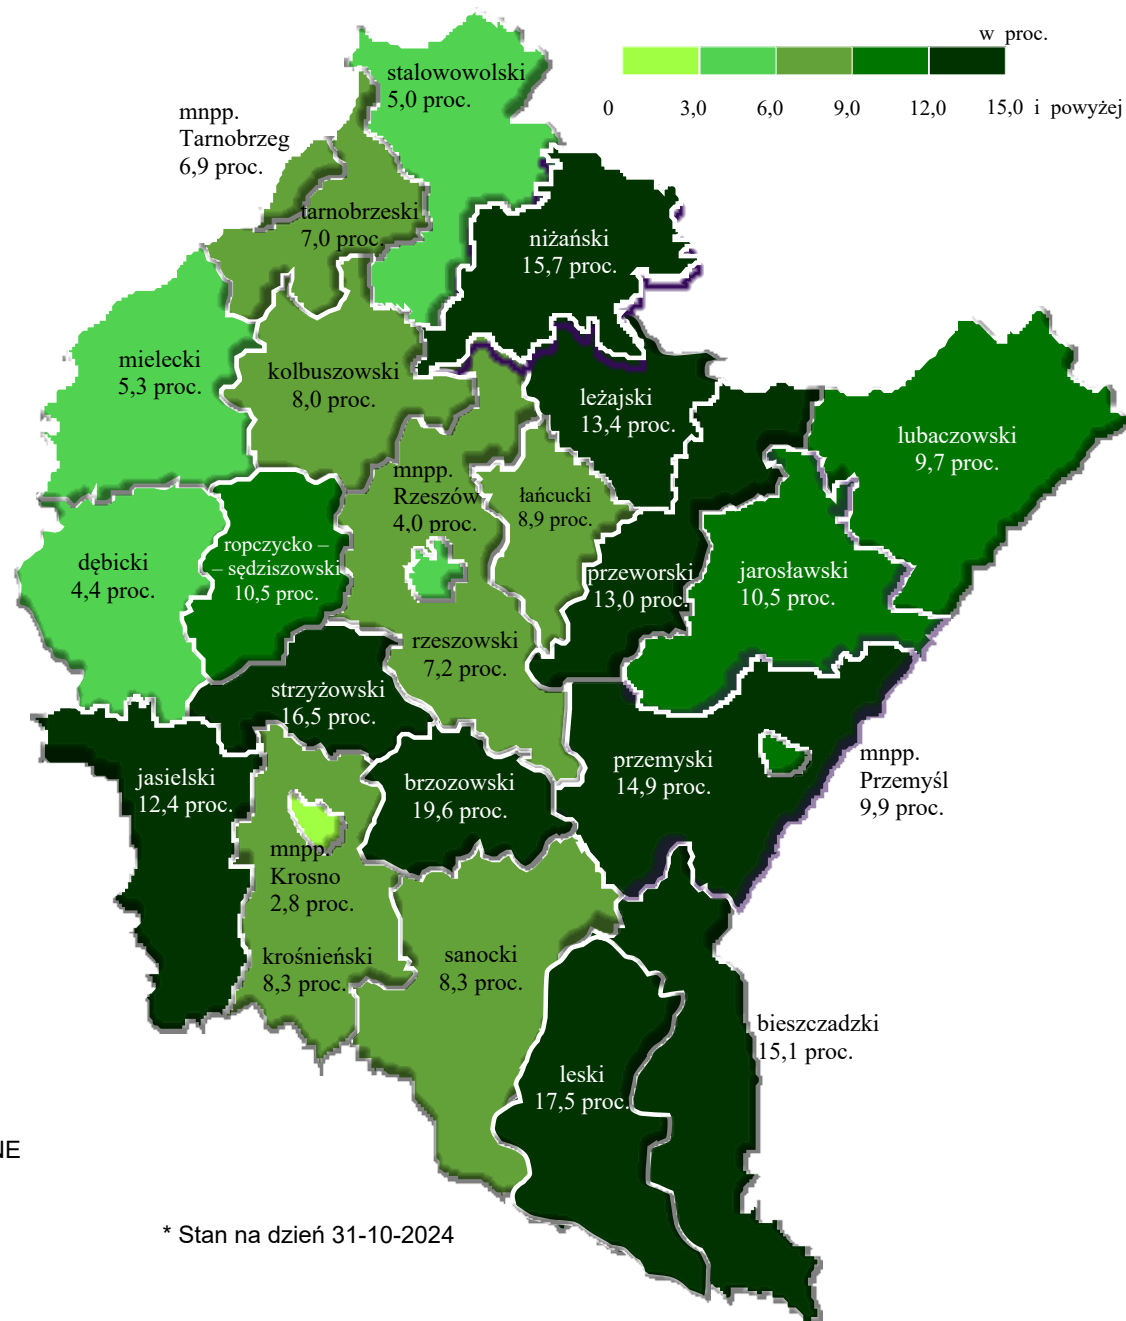 w proc.
0 3,0 6,0 9,0 12,0 15,0 i powyżej
stalowowolski
5,0 proc.
mnpp.
Tarnobrzeg
6,9 proc.
tarnobrzeski
7,0 proc.
niżański
15,7 proc.
mielecki
5,3 proc.
kolbuszowski
8,0 proc.
leżajski
13,4 proc.
lubaczowski
9,7 proc.
mnpp.
Rzeszów
4,0 proc.
łańcucki
8,9 proc.
dębicki
4,4 proc.
ropczycko –
– sędziszowski
10,5 proc.
przeworski
13,0 proc.
jarosławski
10,5 proc.
rzeszowski
7,2 proc.
strzyżowski
16,5 proc.
jasielski
12,4 proc.
brzozowski
19,6 proc.
przemyski
14,9 proc.
mnpp.
Przemyśl
9,9 proc.
mnpp.
Krosno
2,8 proc.
krośnieński
8,3 proc.
sanocki
8,3 proc.
bieszczadzki
15,1 proc.
leski
17,5 proc.
NE
* Stan na dzień 31-10-2024